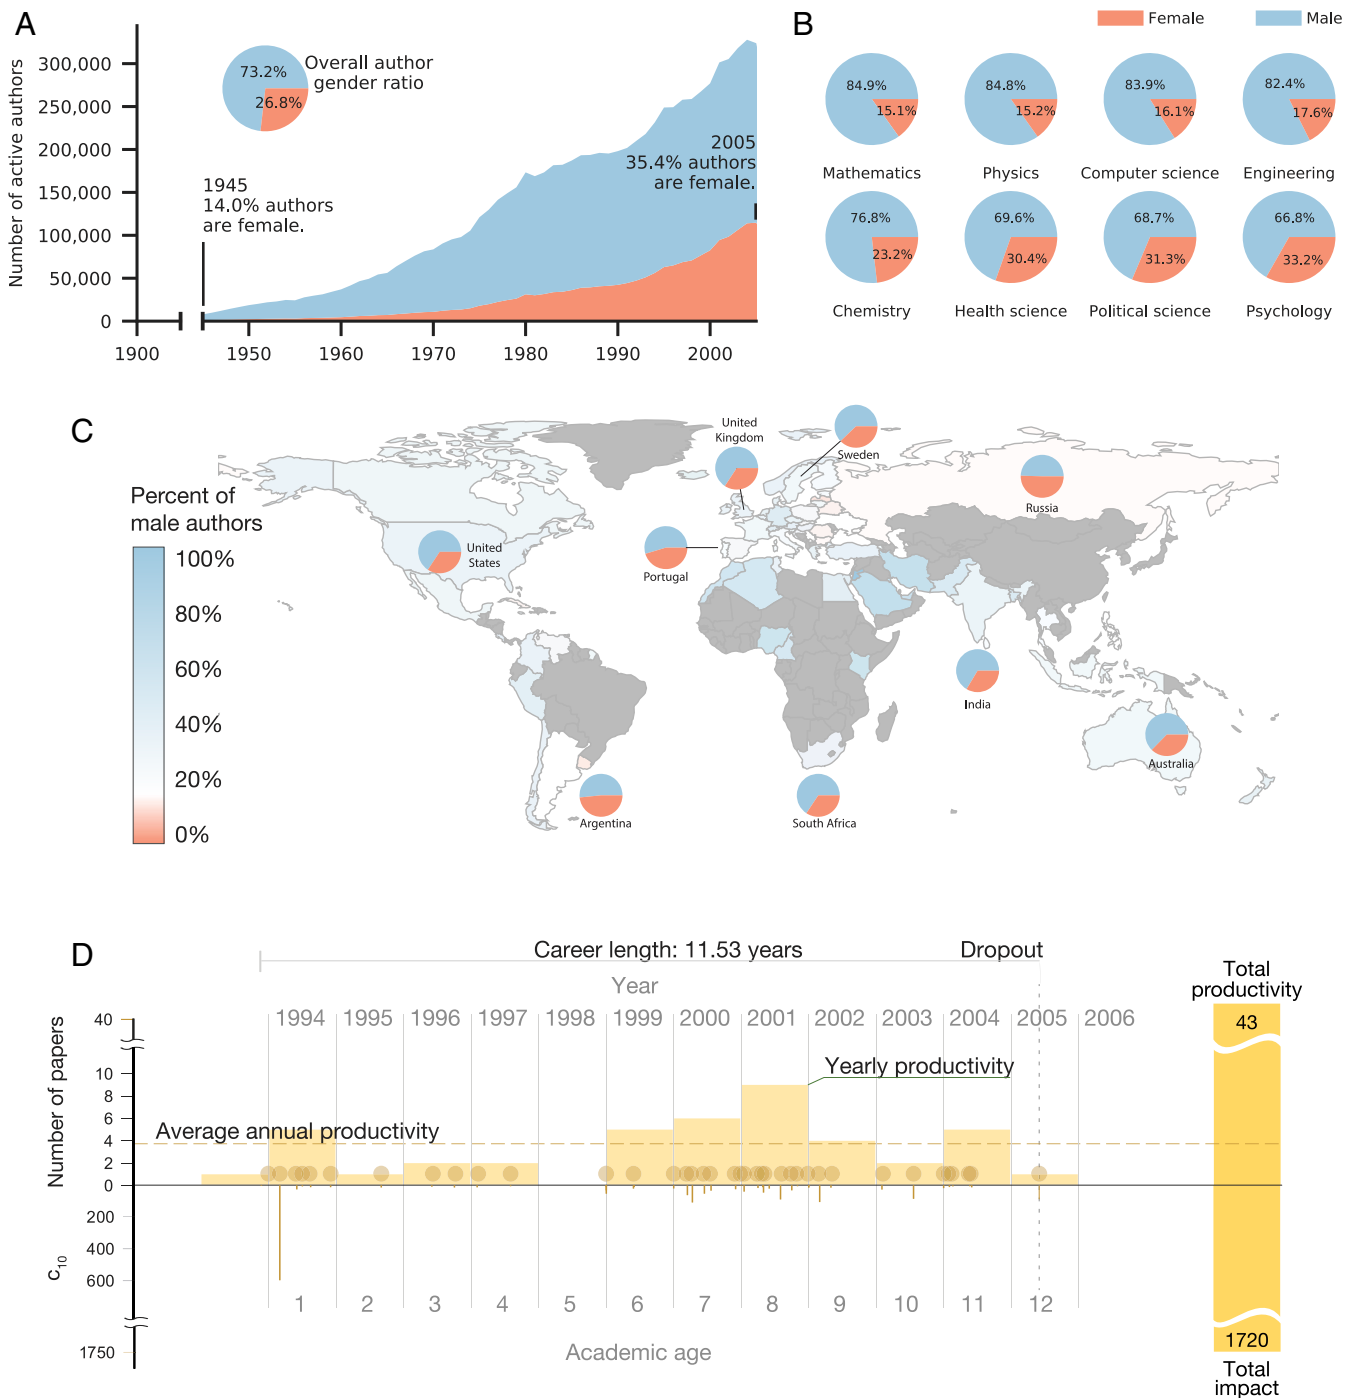 A
Number of active authors
300,000
250,000
200,000
150,000
100,000
50,000
0
1900
1950
1960
1970
1980
1990
2000
73.2%
26.8%
Overall author
gender ratio
1945
14.0% authors
are female.
2005
35.4% authors
are female.
B
Female
Male
84.9%
15.1%
Mathematics
84.8%
15.2%
Physics
83.9%
16.1%
Computer science
82.4%
17.6%
Engineering
76.8%
23.2%
Chemistry
69.6%
30.4%
Health science
68.7%
31.3%
Political science
66.8%
33.2%
Psychology
C
Percent of
male authors
100%
80%
60%
40%
20%
0%
United
Kingdom
Sweden
Russia
United
States
Portugal
India
Australia
Argentina
South Africa
D
Career length: 11.53 years
Dropout
Year
1994
1995
1996
1997
1998
1999
2000
2001
2002
2003
2004
2005
2006
Number of papers
40
10
8
6
4
2
0
200
400
600
1750
c10
Yearly productivity
Average annual productivity
1
2
3
4
5
6
7
8
9
10
11
12
Academic age
Total
productivity
43
1720
Total
impact